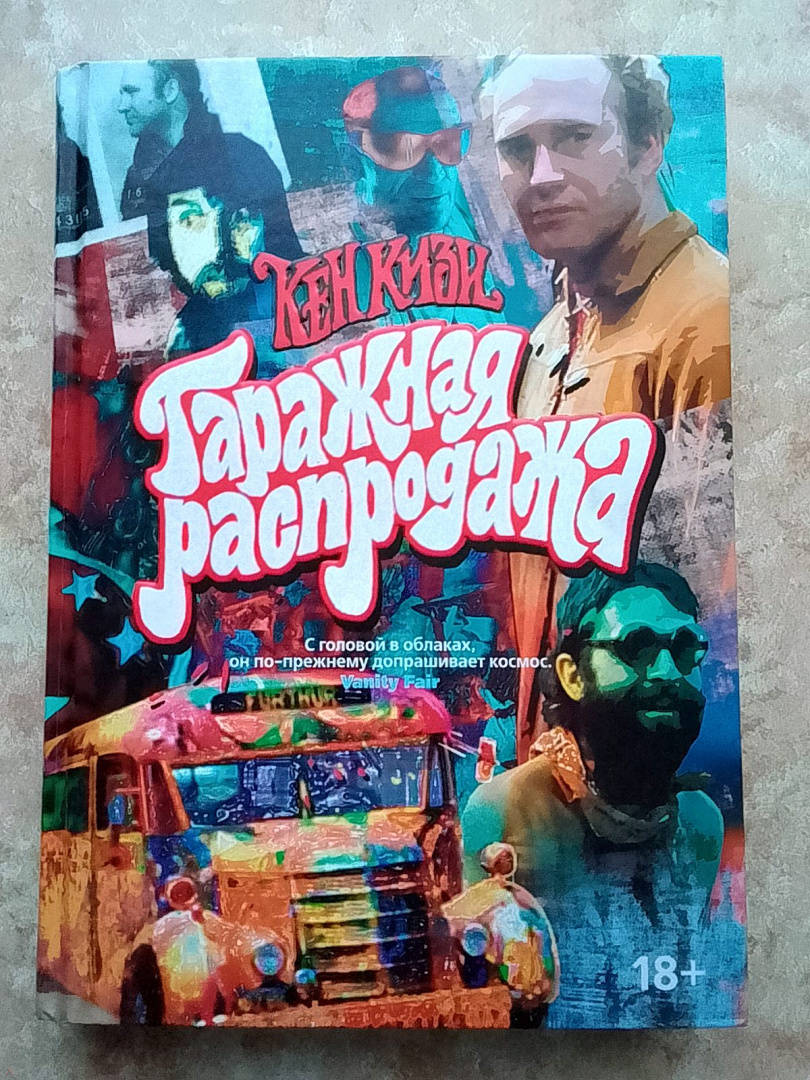 Кен Кизи
Гаражная
распродажа
С головой в облаках,
он по-прежнему допрашивает космос.
Vanity Fair
FURTHUR
18+